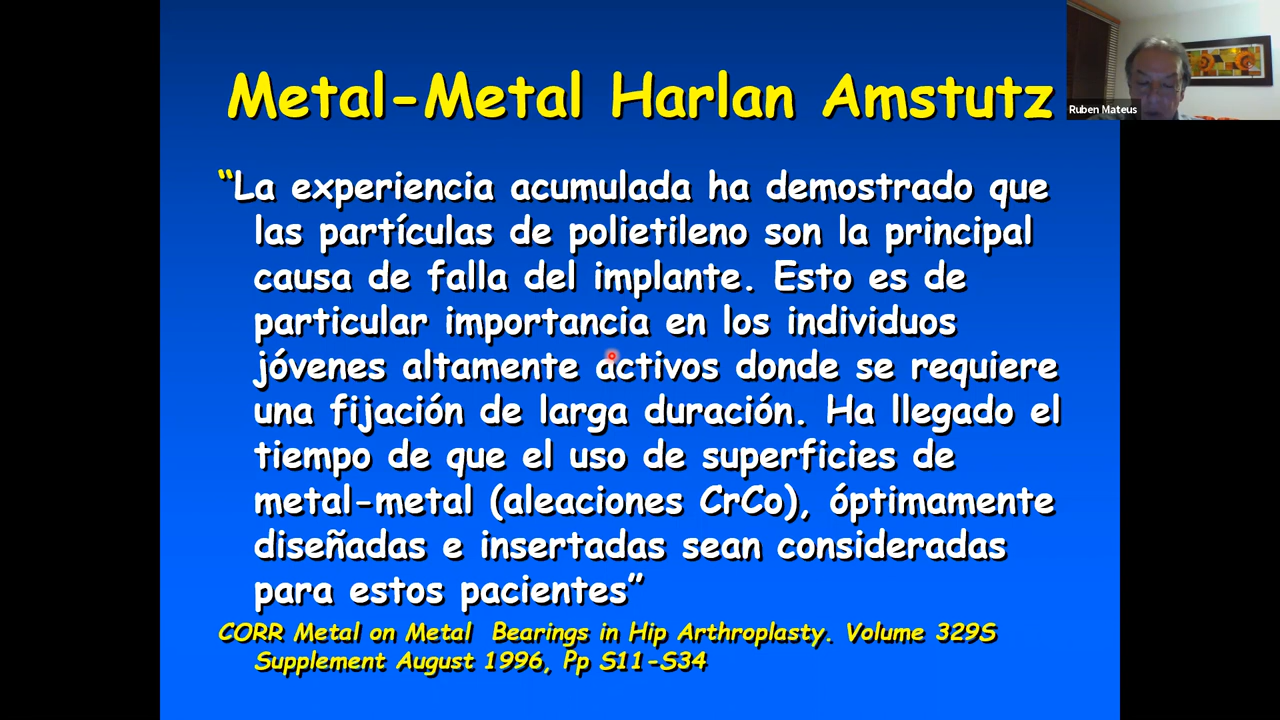 Metal-Metal Harlan Amstutz
Ruben Mateus
“La experiencia acumulada ha demostrado que
las partículas de polietileno son la principal
causa de falla del implante. Esto es de
particular importancia en los individuos
jóvenes altamente activos donde se requiere
una fijación de larga duración. Ha llegado el
tiempo de que el uso de superficies de
metal-metal (aleaciones CrCo), óptimamente
diseñadas e insertadas sean consideradas
para estos pacientes”
CORR Metal on Metal Bearings in Hip Arthroplasty. Volume 329S
Supplement August 1996, Pp S11-S34